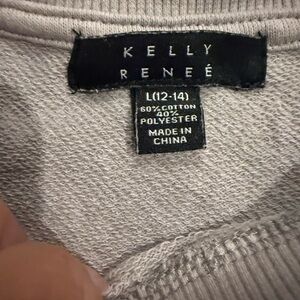 KELLY
RENEÉ
L(12-14)
60% COTTON
40%
POLYESTER
MADE IN
CHINA